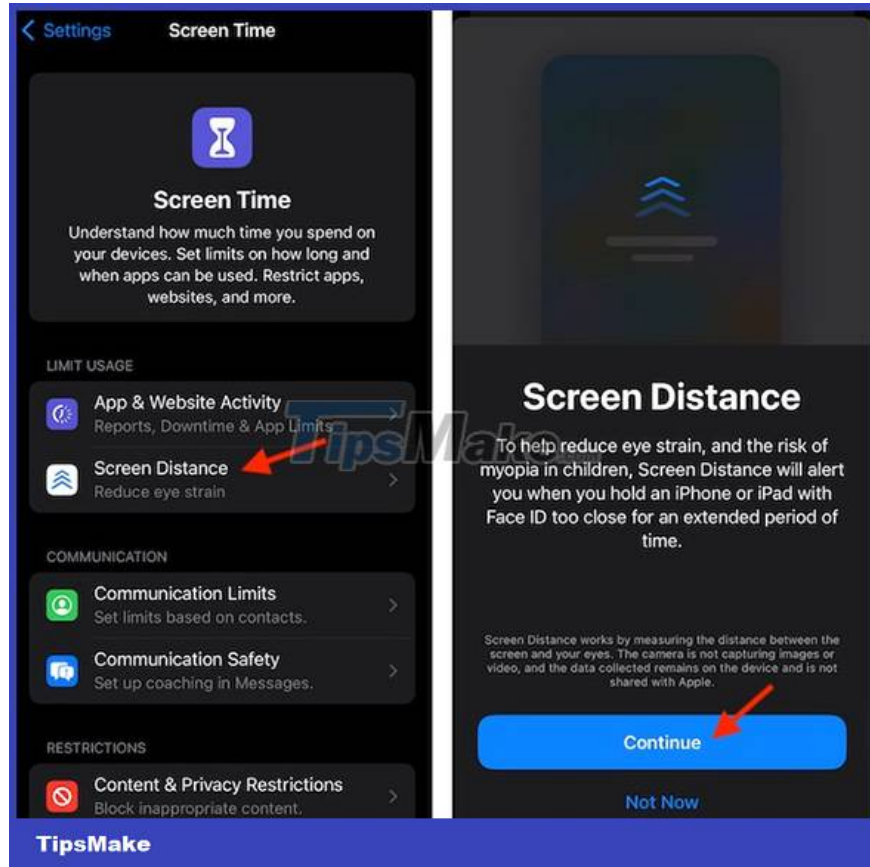 Settings
Screen Time
Screen Time
Understand how much time you spend on
your devices. Set limits on how long and
when apps can be used. Restrict apps,
websites, and more.
LIMIT USAGE
App & Website Activity
Reports, Downtime & App Limits
Screen Distance
Reduce eye strain
COMMUNICATION
Communication Limits
Set limits based on contacts.
Communication Safety
Set up coaching in Messages.
RESTRICTIONS
Content & Privacy Restrictions
Block inappropriate content.
Screen Distance
To help reduce eye strain, and the risk of
myopia in children, Screen Distance will alert
you when you hold an iPhone or iPad with
Face ID too close for an extended period of
time.
Screen Distance works by measuring the distance between the
screen and your eyes. The camera is not capturing images or
video, and the data collected remains on the device and is not
shared with Apple.
Continue
Not Now
TipsMake
TipsMake